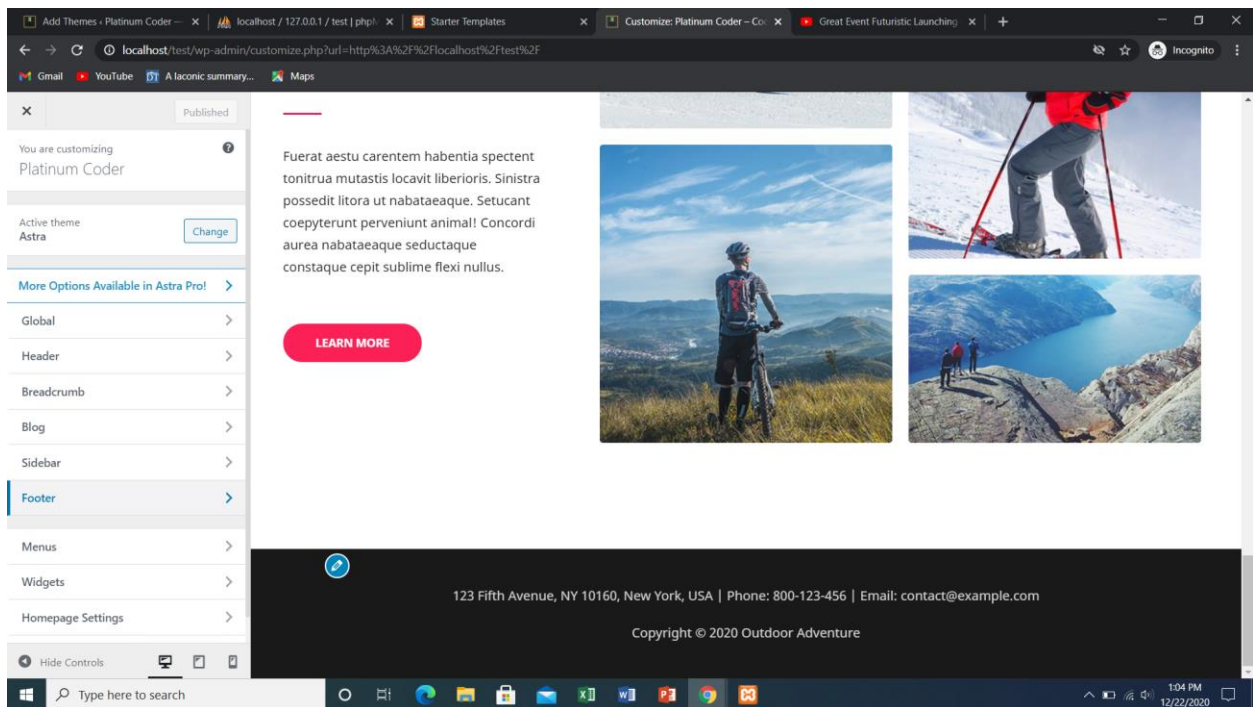 Add Themes ‹ Platinum Coder —
localhost / 127.0.0.1 / test | phpM
Starter Templates
Customize: Platinum Coder – Coc
Great Event Futuristic Launching
localhost/test/wp-admin/customize.php?url=http%3A%2F%2Flocalhost%2Ftest%2F
Incognito
Gmail
YouTube
A laconic summary...
Maps
Published
You are customizing
Platinum Coder
Active theme
Astra
Change
More Options Available in Astra Pro!
Global
Header
Breadcrumb
Blog
Sidebar
Footer
Menus
Widgets
Homepage Settings
Hide Controls
Fuerat aestu carentem habentia spectent
tonitrua mutastis locavit liberioris. Sinistra
possedit litora ut nabataeaque. Setucant
coepyterunt perveniunt animal! Concordi
aurea nabataeaque seductaque
constaque cepit sublime flexi nullus.
LEARN MORE
123 Fifth Avenue, NY 10160, New York, USA | Phone: 800-123-456 | Email: contact@example.com
Copyright © 2020 Outdoor Adventure
Type here to search
1:04 PM
12/22/2020